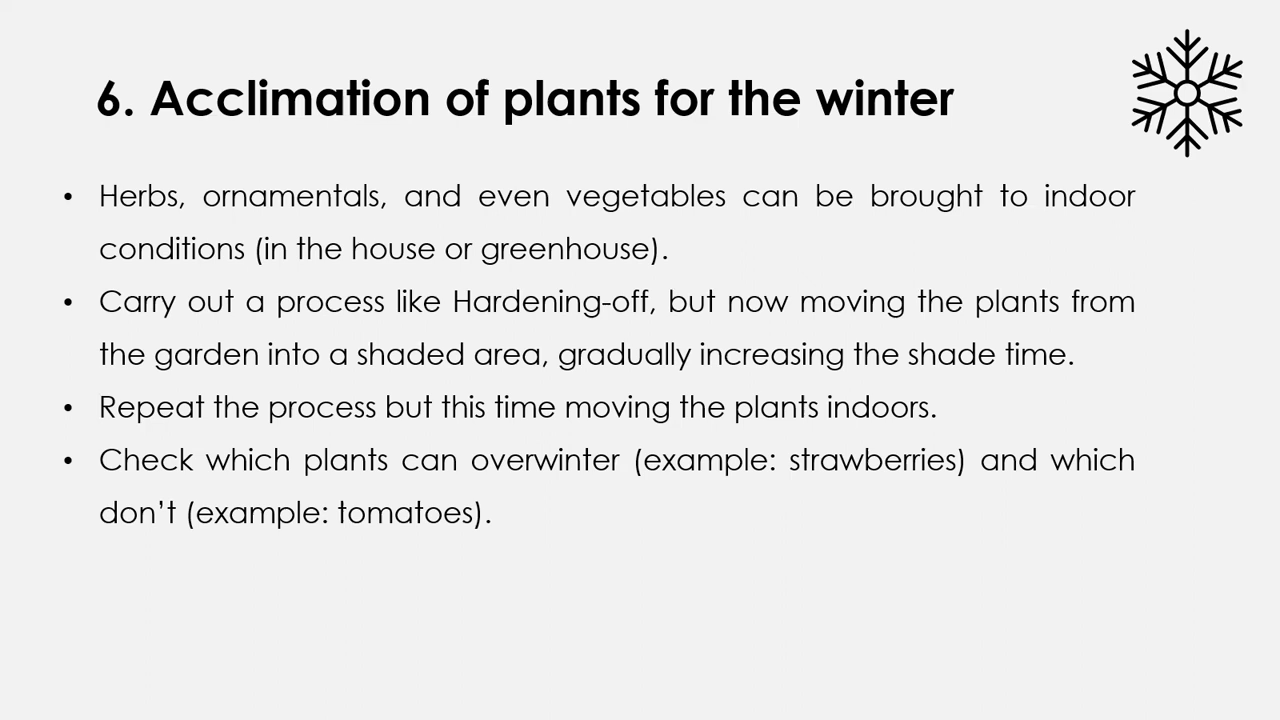 6. Acclimation of plants for the winter
• Herbs, ornamentals, and even vegetables can be brought to indoor
conditions (in the house or greenhouse).
• Carry out a process like Hardening-off, but now moving the plants from
the garden into a shaded area, gradually increasing the shade time.
• Repeat the process but this time moving the plants indoors.
• Check which plants can overwinter (example: strawberries) and which
don’t (example: tomatoes).